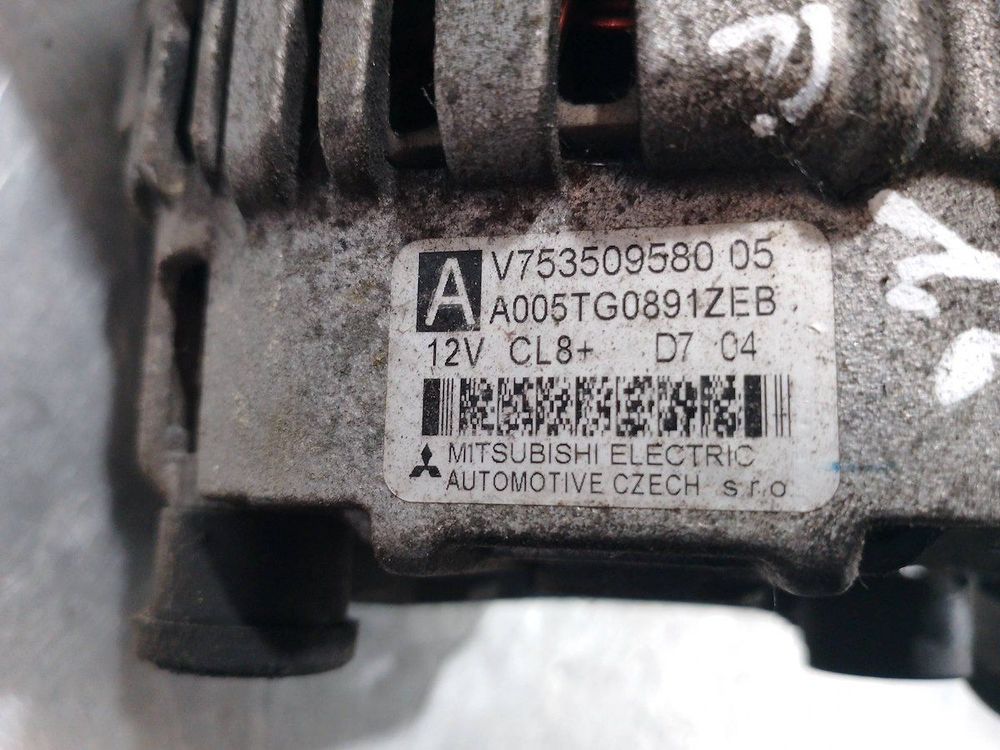 A
V753509580 05
A005TG0891ZEB
12V CL8+ D7 04
MITSUBISHI ELECTRIC
AUTOMOTIVE CZECH s r o